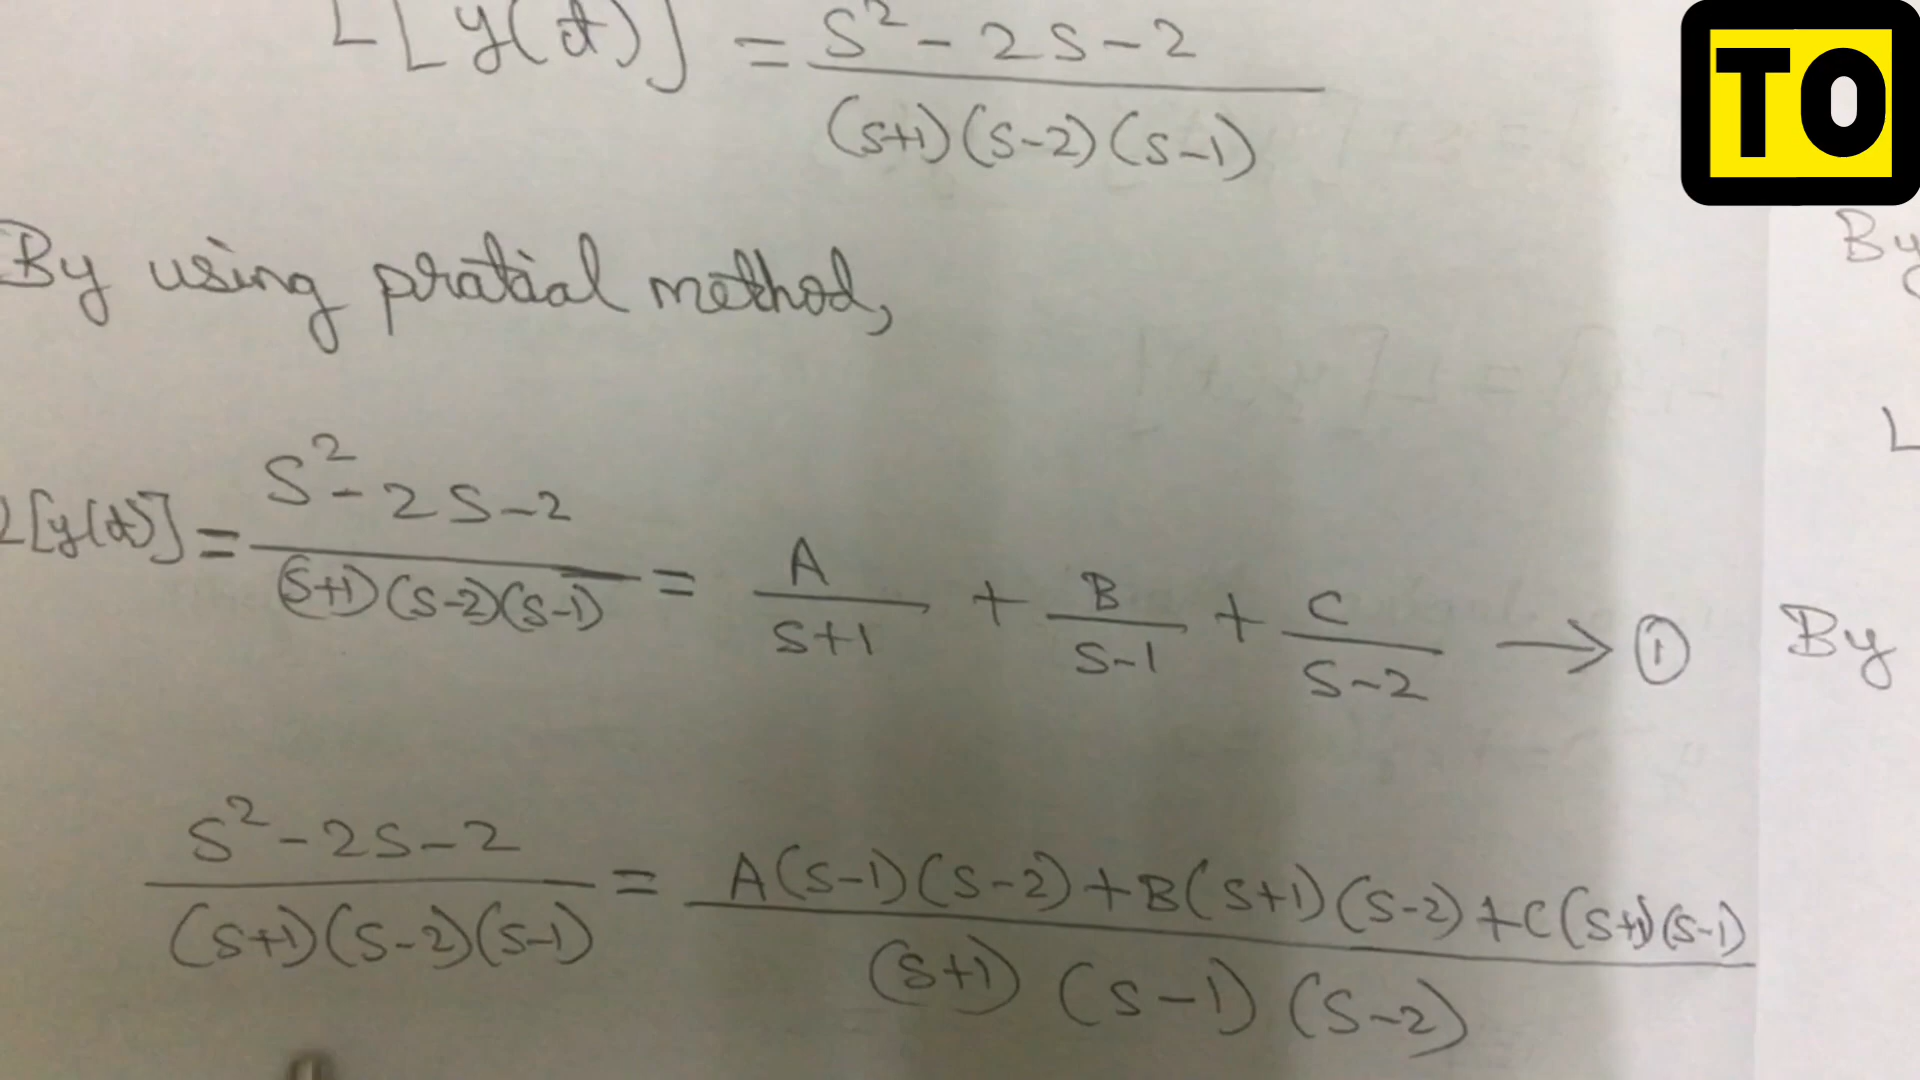 L[y(t)] = S² - 2S - 2
(S+1)(S-2)(S-1)
TO
By using pratial method,
L[y(t)] = S² - 2S - 2 / (S+1)(S-2)(S-1) = A / S+1 + B / S-1 + C / S-2 → ①
S² - 2S - 2 / (S+1)(S-2)(S-1) = A(S-1)(S-2) + B(S+1)(S-2) + C(S+1)(S-1) / (S+1)(S-1)(S-2)
By
L
By